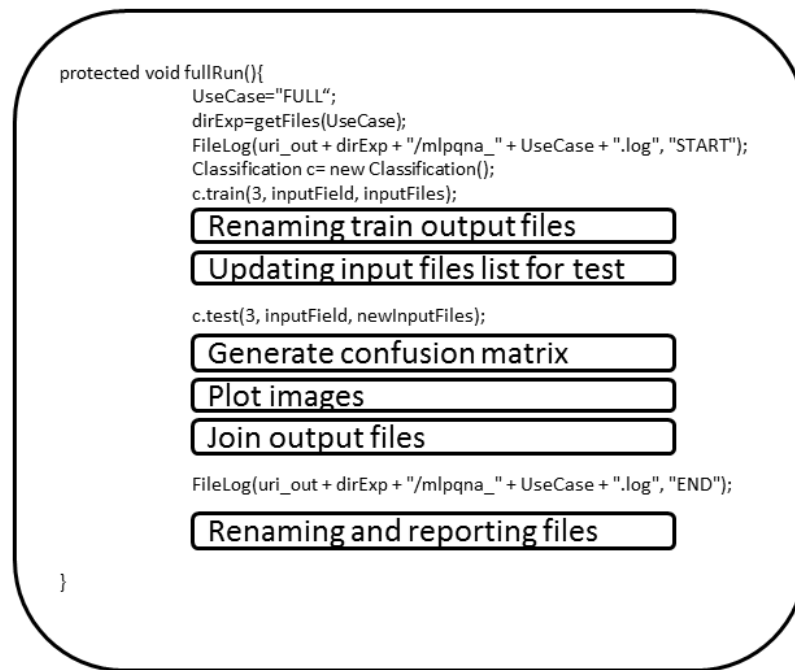 protected void fullRun(){
UseCase="FULL“;
dirExp=getFiles(UseCase);
FileLog(uri_out + dirExp + "/mlpqna_" + UseCase + ".log", "START");
Classification c= new Classification();
c.train(3, inputField, inputFiles);
Renaming train output files
Updating input files list for test
c.test(3, inputField, newInputFiles);
Generate confusion matrix
Plot images
Join output files
FileLog(uri_out + dirExp + "/mlpqna_" + UseCase + ".log", "END");
Renaming and reporting files
}